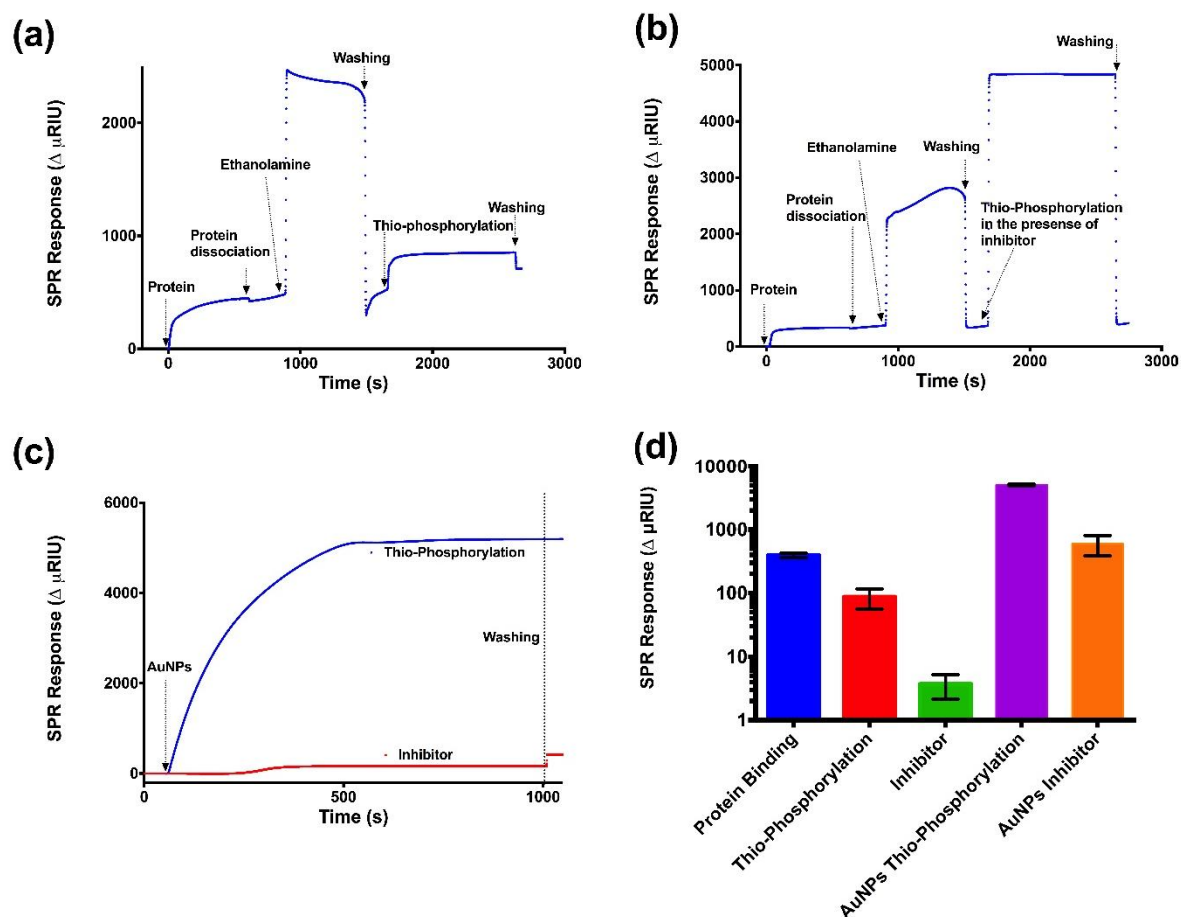 (a)
SPR Response (Δ μRIU)
2000
1000
0
Protein
Protein
dissociation
Ethanolamine
Washing
Thio-phosphorylation
Washing
0
1000
2000
3000
Time (s)
(b)
SPR Response (Δ μRIU)
5000
4000
3000
2000
1000
0
Protein
Protein
dissociation
Ethanolamine
Washing
Washing
Thio-Phosphorylation
in the presense of
inhibitor
0
1000
2000
3000
Time (s)
(c)
SPR Response (Δ μRIU)
6000
4000
2000
0
AuNPs
Thio-Phosphorylation
Washing
Inhibitor
0
500
1000
Time (s)
(d)
SPR Response (Δ μRIU)
10000
1000
100
10
1
Protein Binding
Thio-Phosphorylation
Inhibitor
AuNPs Thio-Phosphorylation
AuNPs Inhibitor